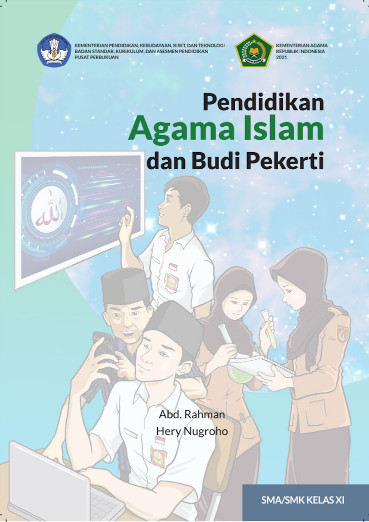 KEMENTERIAN PENDIDIKAN, KEBUDAYAAN, RISET, DAN TEKNOLOGI
BADAN STANDAR, KURIKULUM, DAN ASESMEN PENDIDIKAN
PUSAT PERBUKUAN
KEMENTERIAN AGAMA
REPUBLIK INDONESIA
2021
Pendidikan
Agama Islam
dan Budi Pekerti
الله
Abd. Rahman
Hery Nugroho
SMA/SMK KELAS XI